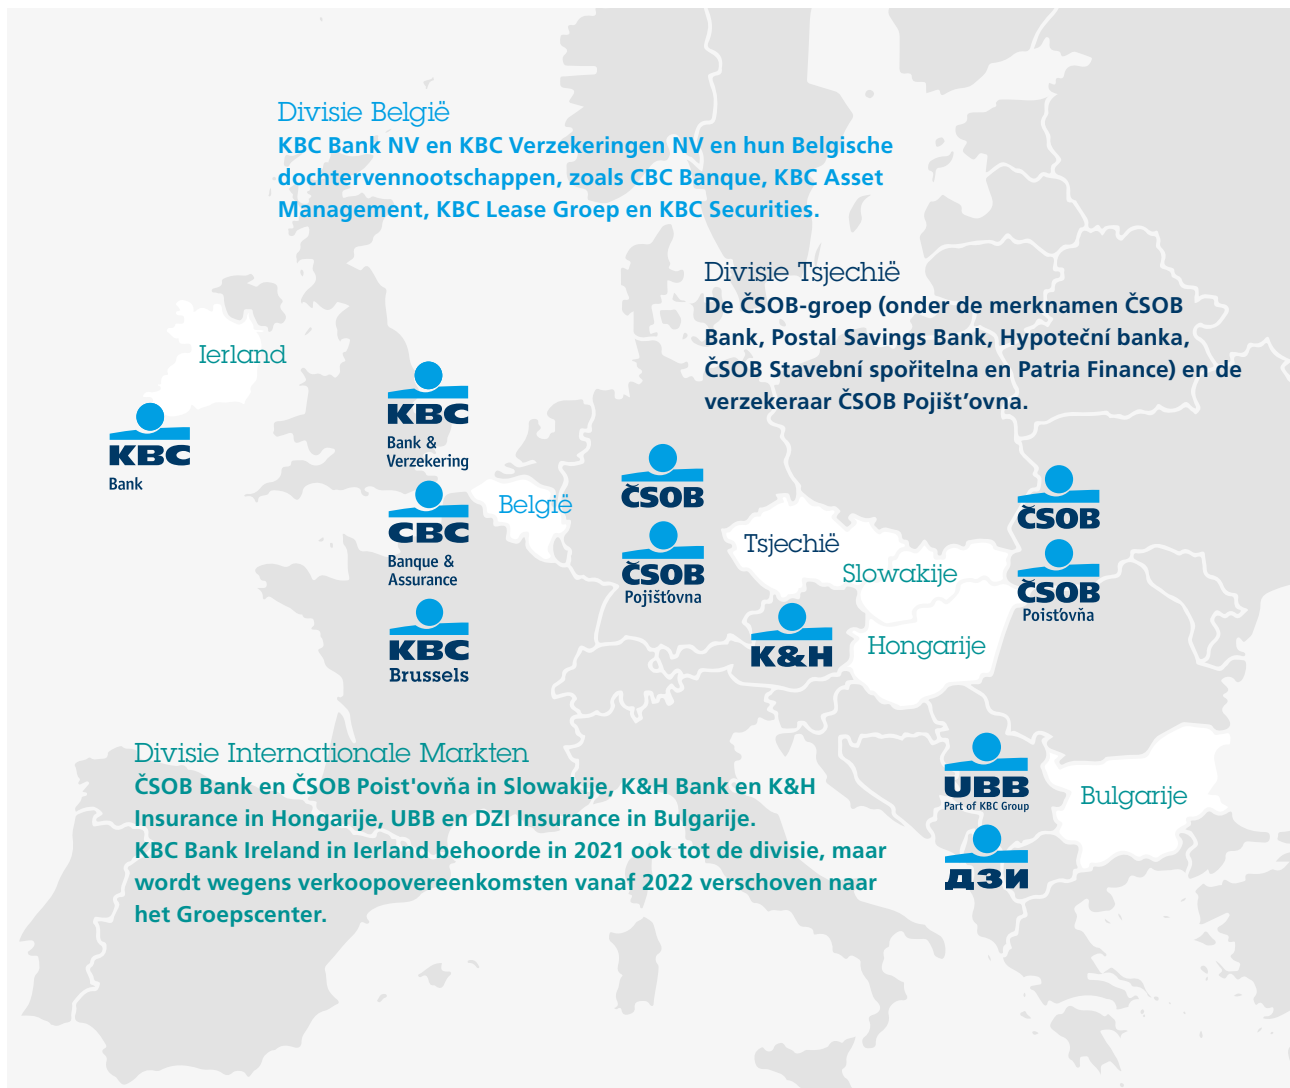 Divisie België
KBC Bank NV en KBC Verzekeringen NV en hun Belgische
dochtervennootschappen, zoals CBC Banque, KBC Asset
Management, KBC Lease Groep en KBC Securities.
Divisie Tsjechië
De ČSOB-groep (onder de merknamen ČSOB
Bank, Postal Savings Bank, Hypoteční banka,
ČSOB Stavební spořitelna en Patria Finance) en de
verzekeraar ČSOB Pojišt’ovna.
Ierland
KBC
Bank
KBC
Bank &
Verzekering
CBC
Banque &
Assurance
KBC
Brussels
België
ČSOB
ČSOB
Pojišťovna
Tsjechië
Slowakije
ČSOB
ČSOB
Poisťovňa
K&H
Hongarije
Divisie Internationale Markten
ČSOB Bank en ČSOB Poist'ovňa in Slowakije, K&H Bank en K&H
Insurance in Hongarije, UBB en DZI Insurance in Bulgarije.
KBC Bank Ireland in Ierland behoorde in 2021 ook tot de divisie, maar
wordt wegens verkoopovereenkomsten vanaf 2022 verschoven naar
het Groepscenter.
UBB
Part of KBC Group
ДЗИ
Bulgarije